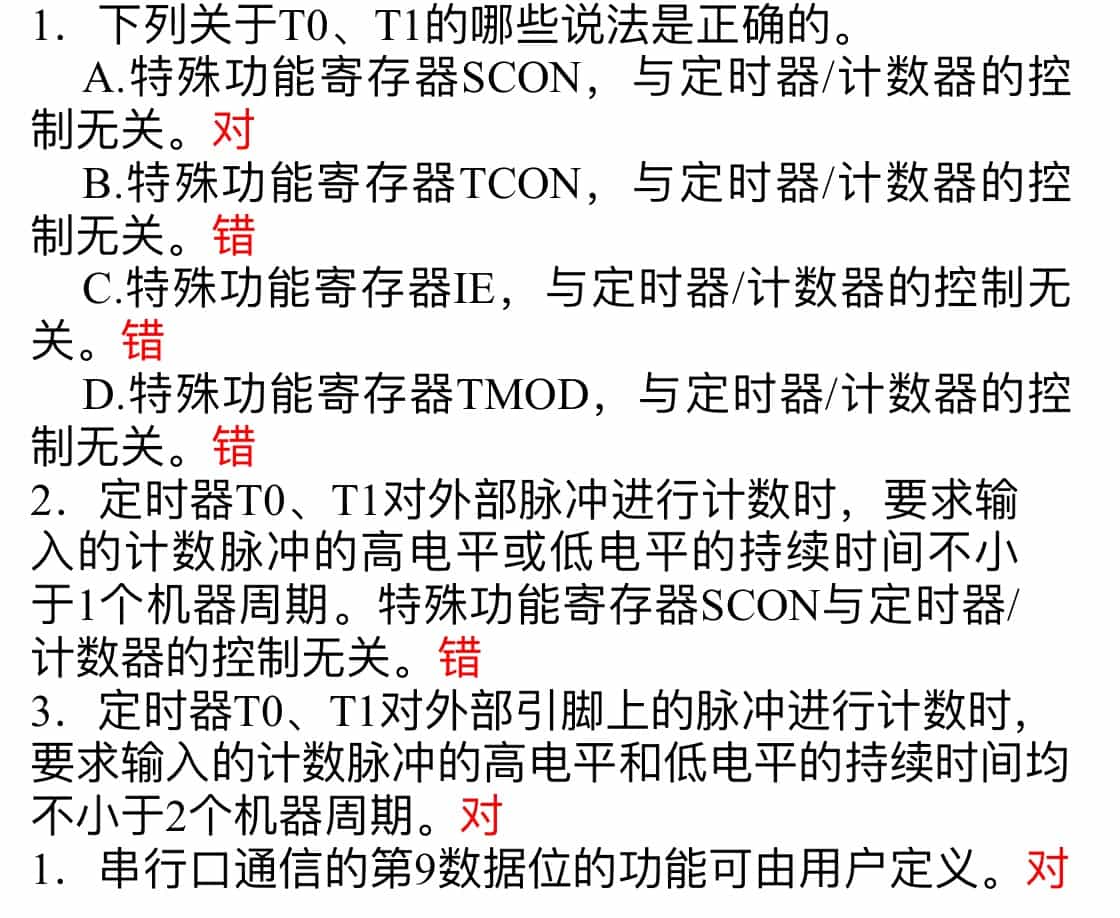 1．下列关于T0、T1的哪些说法是正确的。
A.特殊功能寄存器SCON，与定时器/计数器的控
制无关。对
B.特殊功能寄存器TCON，与定时器/计数器的控
制无关。错
C.特殊功能寄存器IE，与定时器/计数器的控制无
关。错
D.特殊功能寄存器TMOD，与定时器/计数器的控
制无关。错
2．定时器T0、T1对外部脉冲进行计数时，要求输
入的计数脉冲的高电平或低电平的持续时间不小
于1个机器周期。特殊功能寄存器SCON与定时器/
计数器的控制无关。错
3．定时器T0、T1对外部引脚上的脉冲进行计数时，
要求输入的计数脉冲的高电平和低电平的持续时间均
不小于2个机器周期。对
1．串行口通信的第9数据位的功能可由用户定义。对